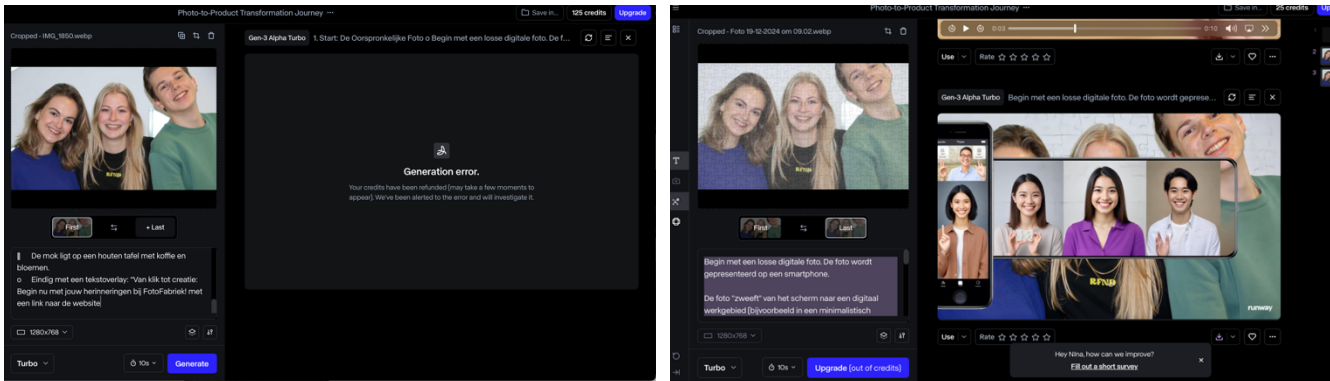 Photo-to-Product Transformation Journey ···
Save in...
125 credits
Upgrade
Cropped - IMG_1850.webp
Gen-3 Alpha Turbo
1. Start: De Oorspronkelijke Foto o Begin met een losse digitale foto. De f...
Generation error.
Your credits have been refunded (may take a few moments to
appear). We've been alerted to the error and will investigate it.
First
+ Last
De mok ligt op een houten tafel met koffie en
bloemen.
o Eindig met een tekstoverlay: “Van klik tot creatie:
Begin nu met jouw herinneringen bij FotoFabriek! met
een link naar de website
1280x768
Turbo
10s
Generate
Photo-to-Product Transformation Journey ···
Save in...
25 credits
Cropped - Foto 19-12-2024 om 09.02.webp
0:03
0:10
Use
Rate
Gen-3 Alpha Turbo
Begin met een losse digitale foto. De foto wordt geprese...
2
3
First
Last
Begin met een losse digitale foto. De foto wordt
gepresenteerd op een smartphone.
De foto "zweeft" van het scherm naar een digitaal
werkgebied (bijvoorbeeld in een minimalistisch
runway
1280x768
Use
Rate
Hey Nina, how can we improve?
Fill out a short survey
Turbo
10s
Upgrade (out of credits)